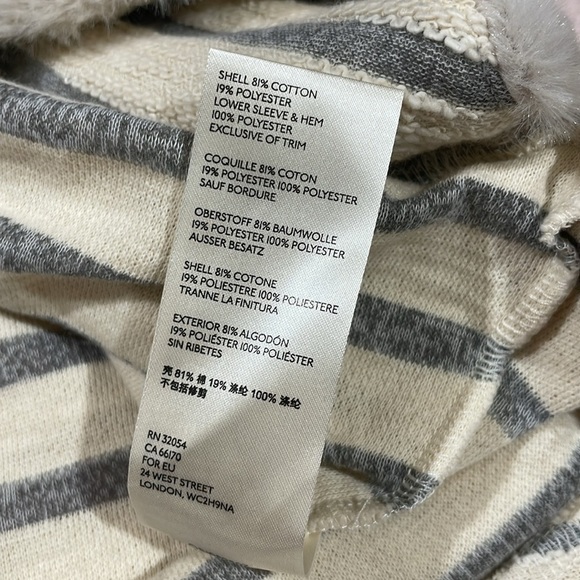 SHELL 81% COTTON
19% POLYESTER
LOWER SLEEVE & HEM
100% POLYESTER
EXCLUSIVE OF TRIM
COQUILLE 81% COTON
19% POLYESTER 100% POLYESTER
SAUF BORDURE
OBERSTOFF 81% BAUMWOLLE
19% POLYESTER 100% POLYESTER
AUSSER BESATZ
SHELL 81% COTONE
19% POLIESTERE 100% POLIESTERE
TRANNE LA FINITURA
EXTERIOR 81% ALGODÓN
19% POLIÉSTER 100% POLIÉSTER
SIN RIBETES
壳 81% 棉 19% 涤纶 100% 涤纶
不包括修剪
RN 32054
CA 66170
FOR EU
24 WEST STREET
LONDON, WC2H9NA